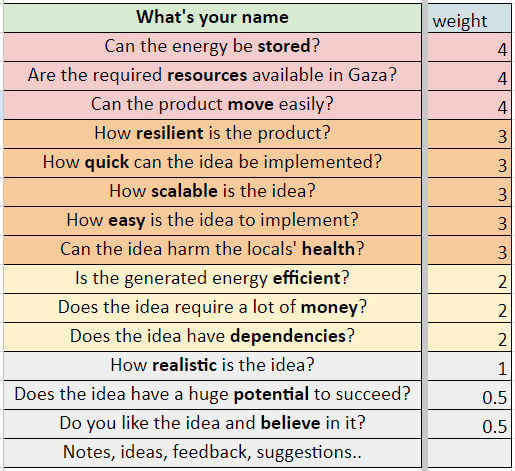 What's your name weight
Can the energy be stored? 4
Are the required resources available in Gaza? 4
Can the product move easily? 4
How resilient is the product? 3
How quick can the idea be implemented? 3
How scalable is the idea? 3
How easy is the idea to implement? 3
Can the idea harm the locals' health? 3
Is the generated energy efficient? 2
Does the idea require a lot of money? 2
Does the idea have dependencies? 2
How realistic is the idea? 1
Does the idea have a huge potential to succeed? 0.5
Do you like the idea and believe in it? 0.5
Notes, ideas, feedback, suggestions..